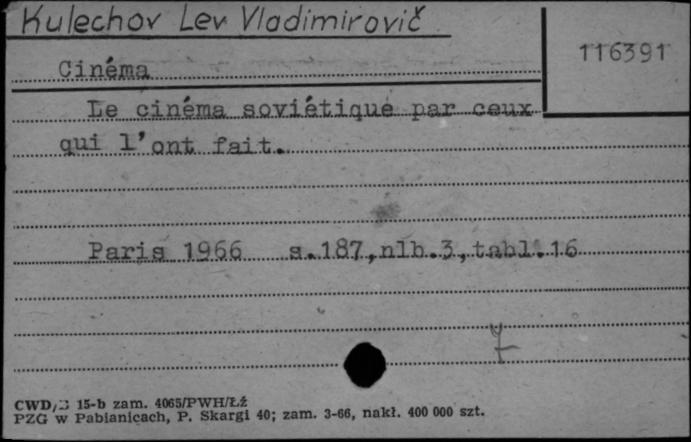 Kulechov Lev Vladimirovič
116391
Cinéma
Le cinéma soviétique par ceux
qui l'ont fait.
Paris 1966 s.187,nlb.3,tabl.16
CWD/ 15-b zam. 4065/PWH/Łź
PZG w Pabianicach, P. Skargi 40; zam. 3-66, nakł. 400 000 szt.